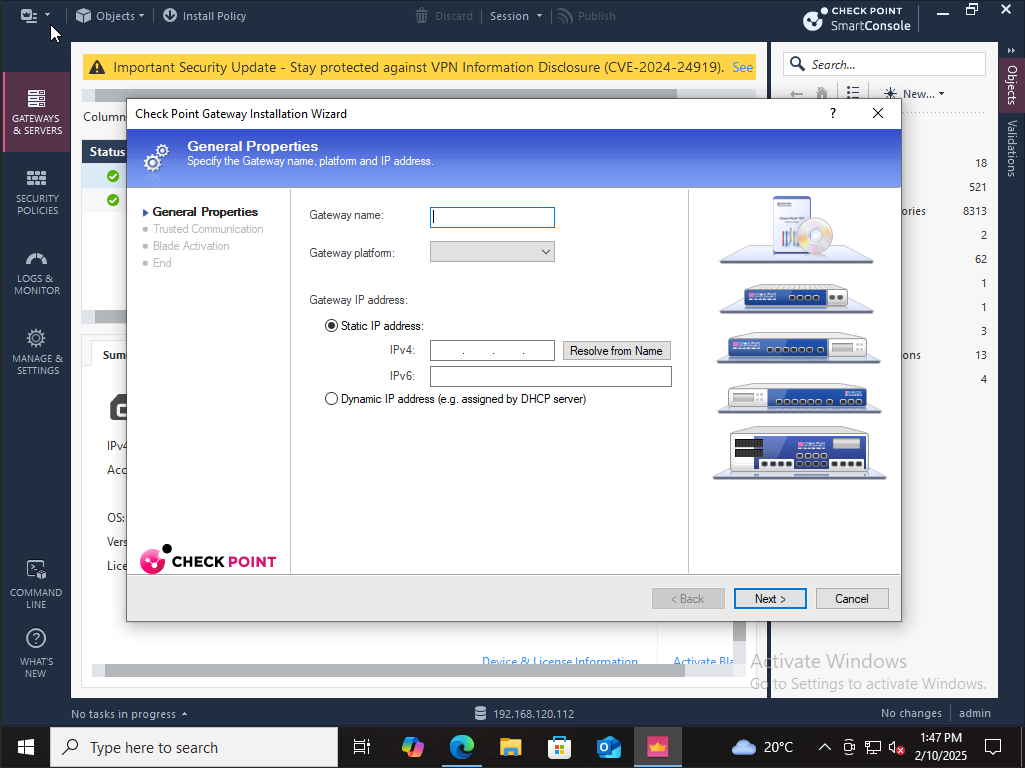 Objects
Install Policy
Discard
Session
Publish
CHECK POINT
SmartConsole
Important Security Update - Stay protected against VPN Information Disclosure (CVE-2024-24919). See
Search...
New...
Objects
Validations
GATEWAYS
& SERVERS
SECURITY
POLICIES
LOGS &
MONITOR
MANAGE &
SETTINGS
COMMAND
LINE
WHAT'S
NEW
Column
Status
Sum
IPv4
Acc
OS:
Vers
Lice
Check Point Gateway Installation Wizard
?
General Properties
Specify the Gateway name, platform and IP address.
General Properties
Trusted Communication
Blade Activation
End
Gateway name:
Gateway platform:
Gateway IP address:
Static IP address:
IPv4:
. . .
Resolve from Name
IPv6:
Dynamic IP address (e.g. assigned by DHCP server)
CHECK POINT
< Back
Next >
Cancel
18
521
ories 8313
2
62
1
1
3
ons 13
4
Device & License Information
Activate Bla
Activate Windows
Go to Settings to activate Windows.
No tasks in progress
192.168.120.112
No changes
admin
Type here to search
20°C
1:47 PM
2/10/2025